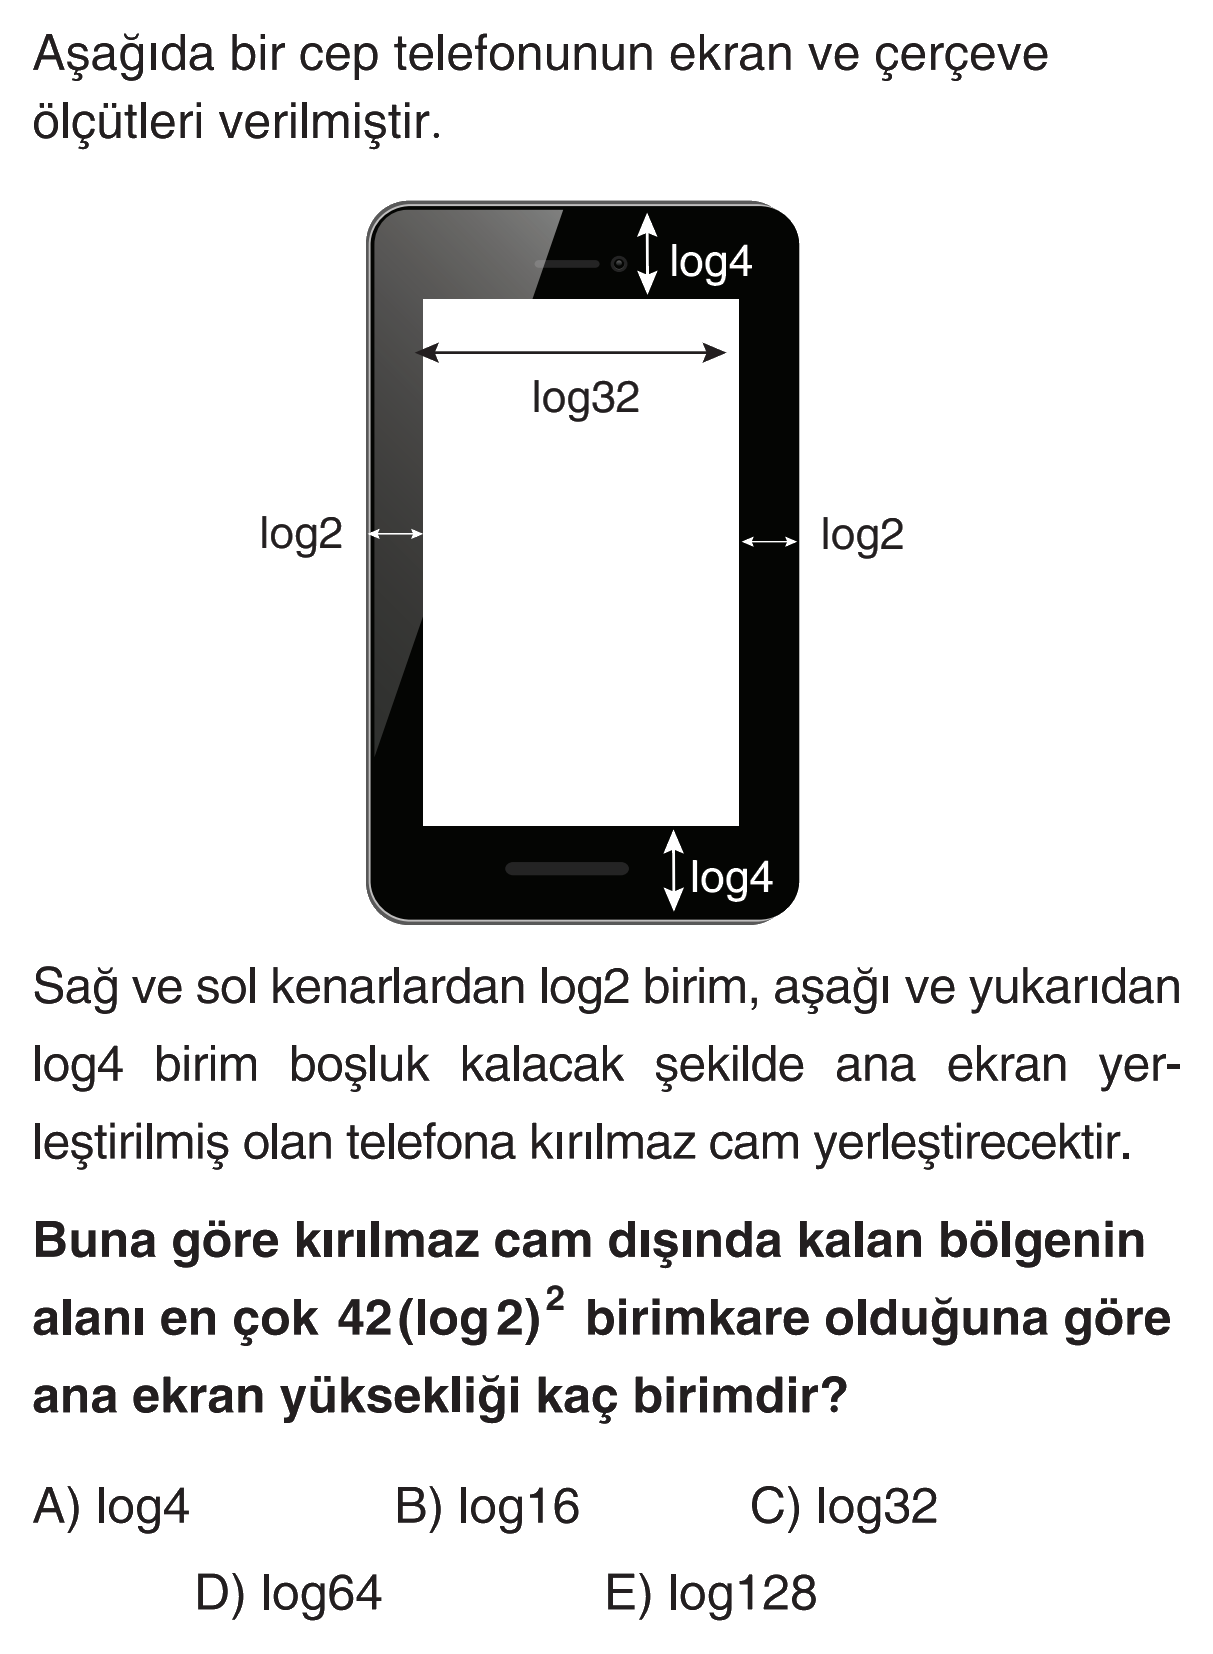 Aşağıda bir cep telefonunun ekran ve çerçeve
ölçütleri verilmiştir.
log4
log32
log2
log2
log4
Sağ ve sol kenarlardan log2 birim, aşağı ve yukarıdan
log4 birim boşluk kalacak şekilde ana ekran yer-
leştirilmiş olan telefona kırılmaz cam yerleştirecektir.
Buna göre kırılmaz cam dışında kalan bölgenin
alanı en çok 42(log2)² birimkare olduğuna göre
ana ekran yüksekliği kaç birimdir?
A) log4 B) log16 C) log32
D) log64 E) log128